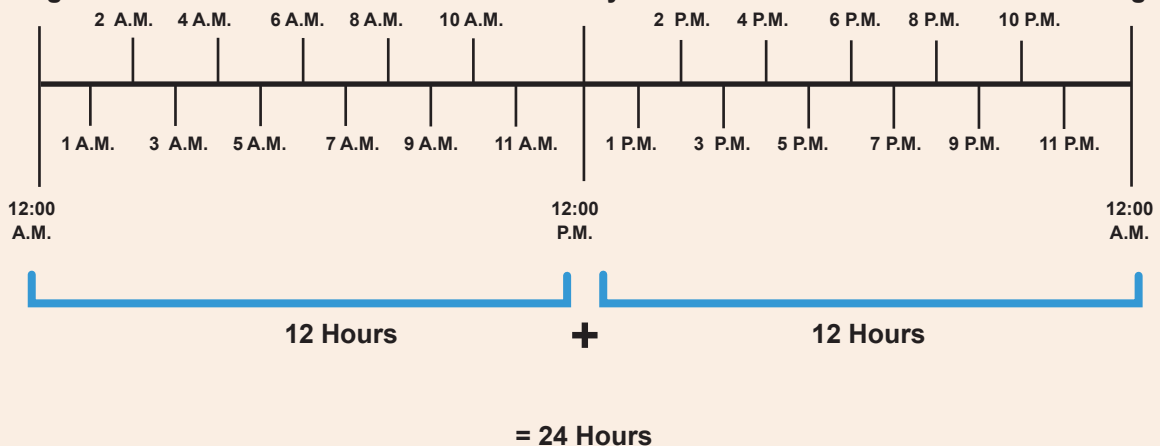 2 A.M. 4 A.M. 6 A.M. 8 A.M. 10 A.M. 2 P.M. 4 P.M. 6 P.M. 8 P.M. 10 P.M.
1 A.M. 3 A.M. 5 A.M. 7 A.M. 9 A.M. 11 A.M. 1 P.M. 3 P.M. 5 P.M. 7 P.M. 9 P.M. 11 P.M.
12:00 12:00 12:00
A.M. P.M. A.M.
12 Hours + 12 Hours
= 24 Hours